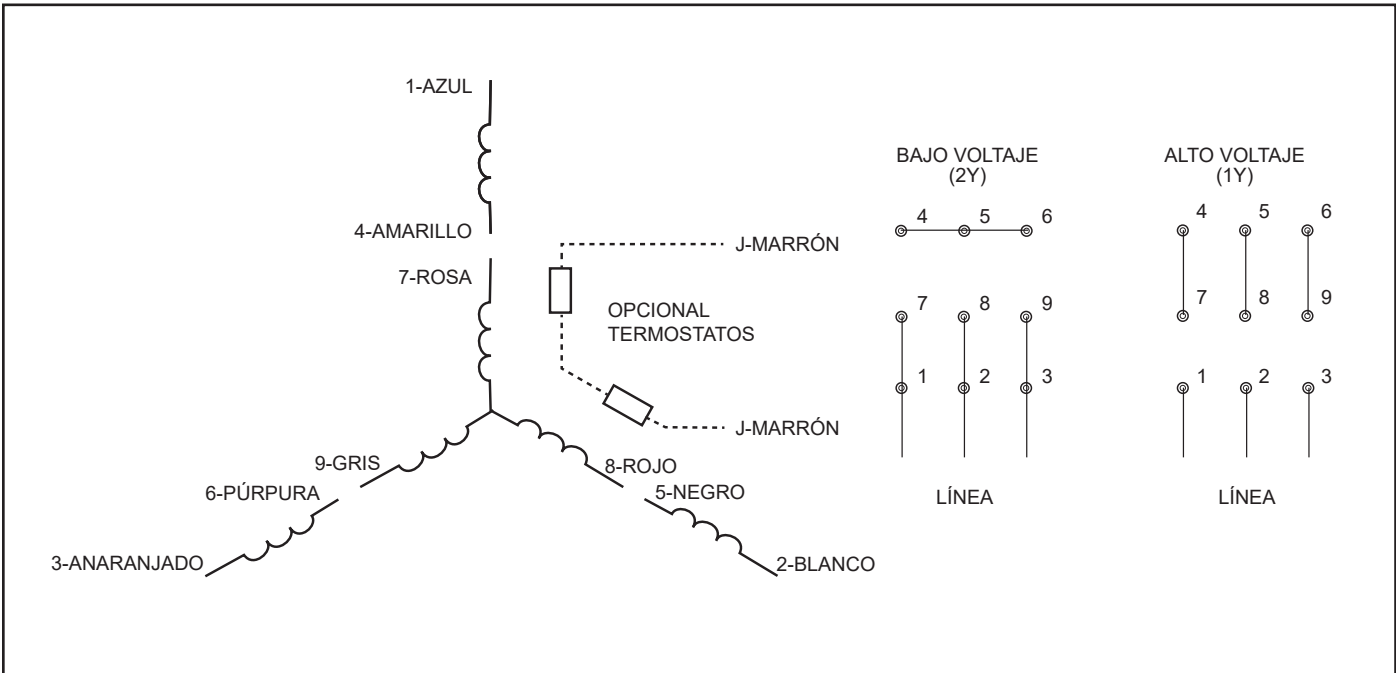 1-AZUL
4-AMARILLO
7-ROSA
J-MARRÓN
OPCIONAL
TERMOSTATOS
J-MARRÓN
9-GRIS
8-ROJO
6-PÚRPURA
5-NEGRO
3-ANARANJADO
2-BLANCO
BAJO VOLTAJE
(2Y)
4 5 6
7 8 9
1 2 3
LÍNEA
ALTO VOLTAJE
(1Y)
4 5 6
7 8 9
1 2 3
LÍNEA